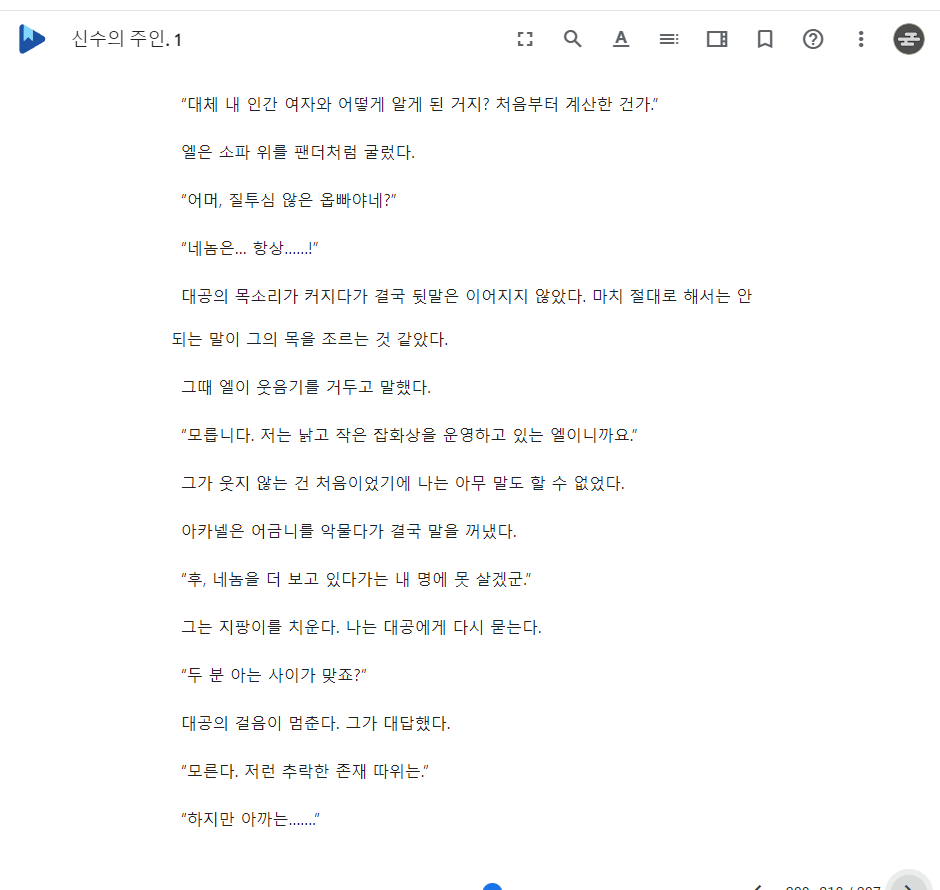 신수의 주인. 1
"대체 내 인간 여자와 어떻게 알게 된 거지? 처음부터 계산한 건가."
엘은 소파 위를 팬더처럼 굴렀다.
"어머, 질투심 않은 옵빠야네?"
"네놈은... 항상......!"
대공의 목소리가 커지다가 결국 뒷말은 이어지지 않았다. 마치 절대로 해서는 안
되는 말이 그의 목을 조르는 것 같았다.
그때 엘이 웃음기를 거두고 말했다.
"모릅니다. 저는 낡고 작은 잡화상을 운영하고 있는 엘이니까요."
그가 웃지 않는 건 처음이었기에 나는 아무 말도 할 수 없었다.
아카넬은 어금니를 악물다가 결국 말을 꺼냈다.
"후, 네놈을 더 보고 있다가는 내 명에 못 살겠군."
그는 지팡이를 치운다. 나는 대공에게 다시 묻는다.
"두 분 아는 사이가 맞죠?"
대공의 걸음이 멈춘다. 그가 대답했다.
"모른다. 저런 추락한 존재 따위는."
"하지만 아까는......."